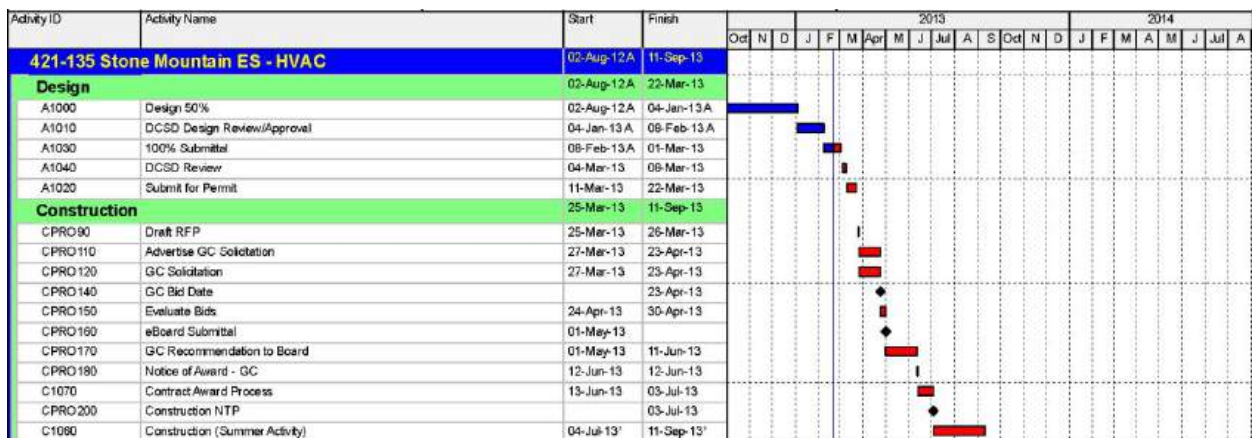 Activity ID Activity Name Start Finish 2013 2014
Oct N D J F M Apr M J Jul A S Oct N D J F M A M J Jul A
421-135 Stone Mountain ES - HVAC 02-Aug-12A 11-Sep-13
Design 02-Aug-12A 22-Mar-13
A1000 Design 50% 02-Aug-12A 04-Jan-13A
A1010 DCSD Design Review/Approval 04-Jan-13A 08-Feb-13A
A1030 100% Submittal 08-Feb-13A 01-Mar-13
A1040 DCSD Review 04-Mar-13 08-Mar-13
A1020 Submit for Permit 11-Mar-13 22-Mar-13
Construction 25-Mar-13 11-Sep-13
CPRO90 Draft RFP 25-Mar-13 26-Mar-13
CPRO110 Advertise GC Solicitation 27-Mar-13 23-Apr-13
CPRO120 GC Solicitation 27-Mar-13 23-Apr-13
CPRO140 GC Bid Date 23-Apr-13
CPRO150 Evaluate Bids 24-Apr-13 30-Apr-13
CPRO160 eBoard Submittal 01-May-13
CPRO170 GC Recommendation to Board 01-May-13 11-Jun-13
CPRO180 Notice of Award - GC 12-Jun-13 12-Jun-13
C1070 Contract Award Process 13-Jun-13 03-Jul-13
CPRO200 Construction NTP 03-Jul-13
C1060 Construction (Summer Activity) 04-Jul-13* 11-Sep-13*